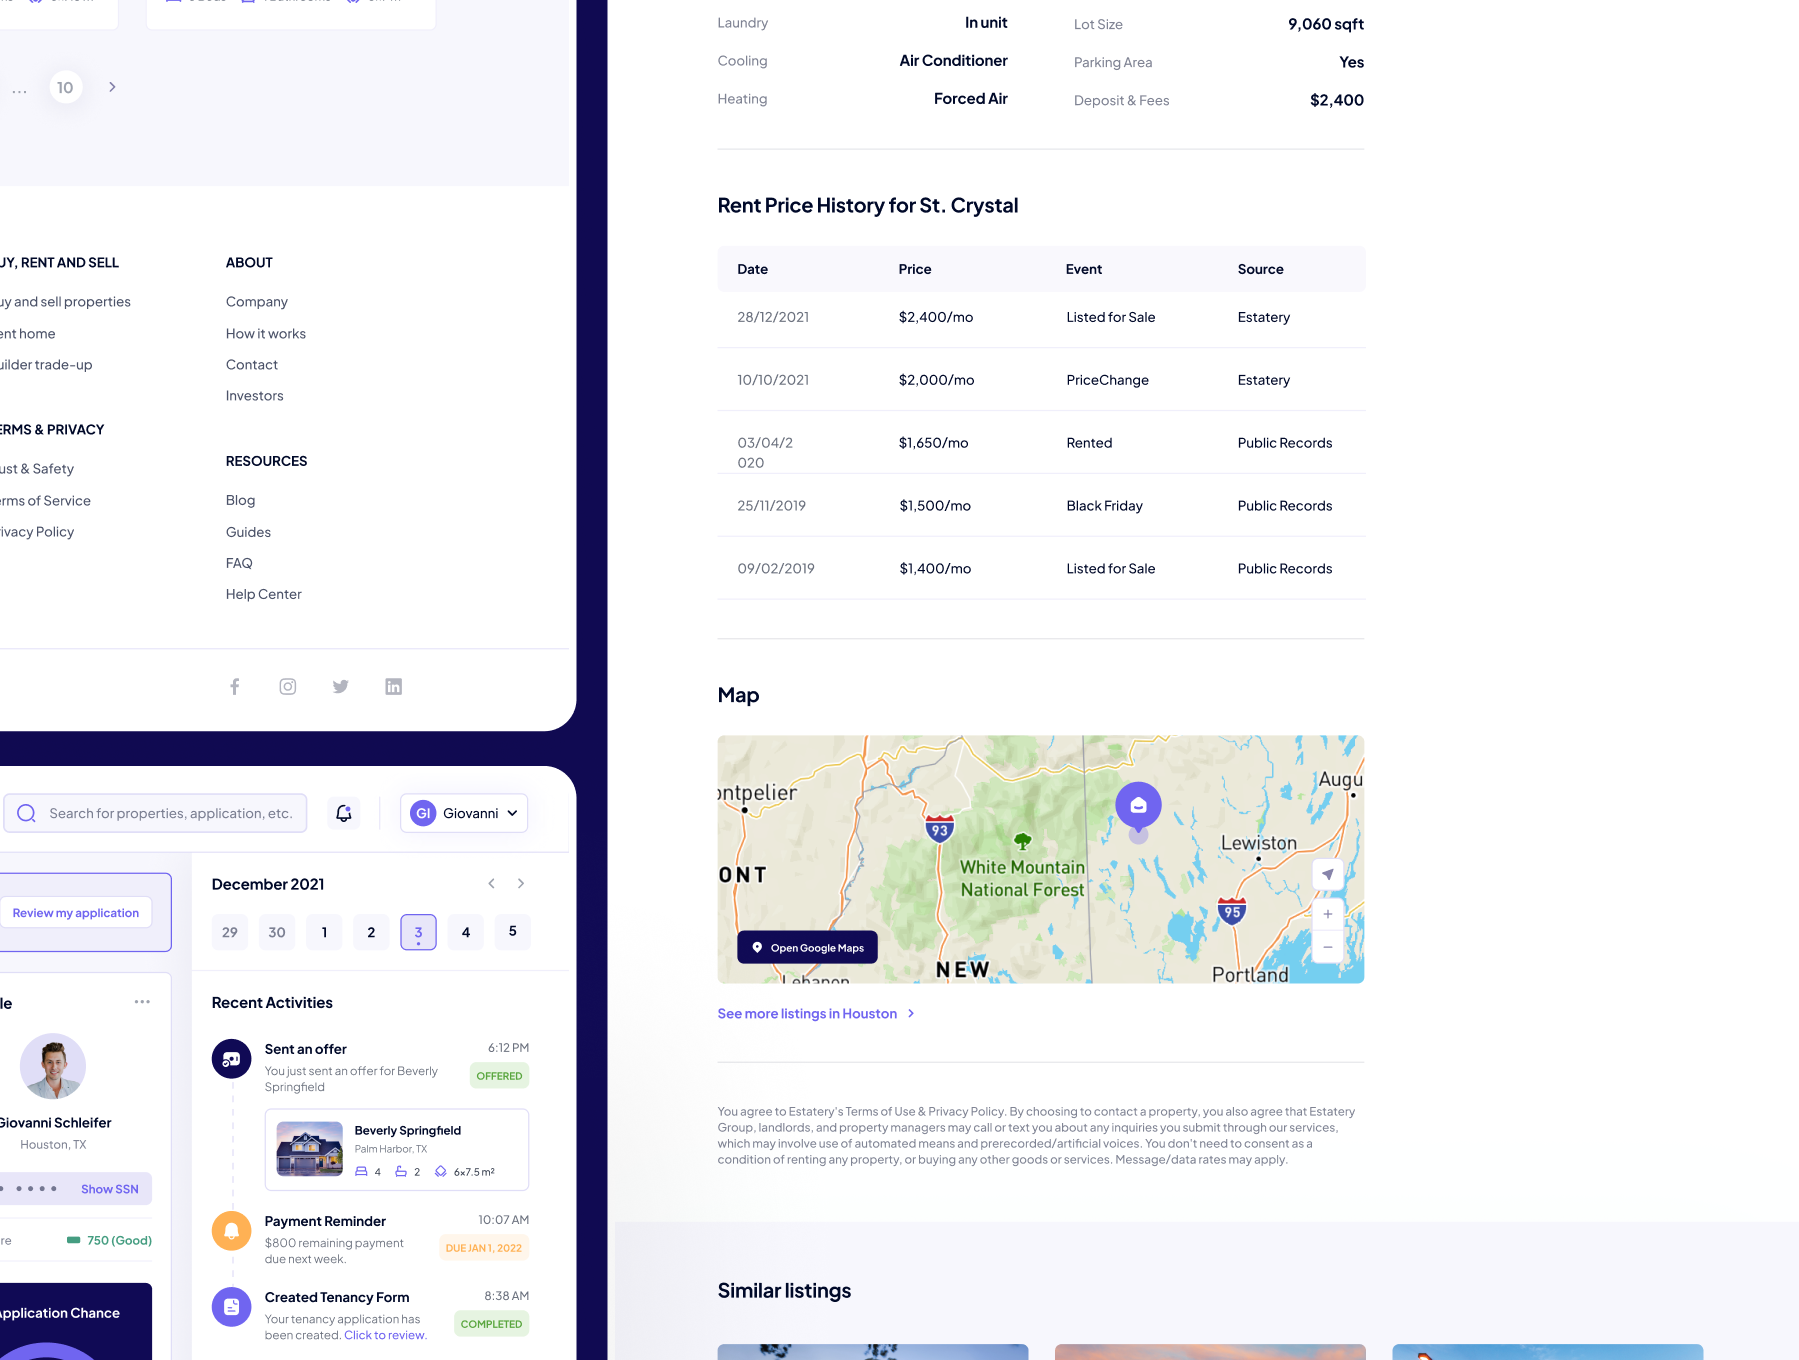 10
BUY, RENT AND SELL
uy and sell properties
ent home
uilder trade-up
TERMS & PRIVACY
ust & Safety
erms of Service
ivacy Policy
ABOUT
Company
How it works
Contact
Investors
RESOURCES
Blog
Guides
FAQ
Help Center
Search for properties, application, etc.
GI Giovanni
Review my application
Giovanni Schleifer
Houston, TX
Show SSN
750 (Good)
Application Chance
December 2021
29 30 1 2 3 4 5
Recent Activities
Sent an offer
6:12 PM
You just sent an offer for Beverly
Springfield
OFFERED
Beverly Springfield
Palm Harbor, TX
4 2 6x7.5 m²
Payment Reminder
10:07 AM
$800 remaining payment
due next week.
DUE JAN 1, 2022
Created Tenancy Form
8:38 AM
Your tenancy application has
been created. Click to review.
COMPLETED
Laundry In unit
Lot Size 9,060 sqft
Cooling Air Conditioner
Parking Area Yes
Heating Forced Air
Deposit & Fees $2,400
Rent Price History for St. Crystal
Date Price Event Source
28/12/2021 $2,400/mo Listed for Sale Estatery
10/10/2021 $2,000/mo PriceChange Estatery
03/04/2 $1,650/mo Rented Public Records
020
25/11/2019 $1,500/mo Black Friday Public Records
09/02/2019 $1,400/mo Listed for Sale Public Records
Map
ontpelier
Augu
93
Lewiston
White Mountain
National Forest
ONT
95
Open Google Maps
NEW
Portland
Lebanon
See more listings in Houston
You agree to Estatery's Terms of Use & Privacy Policy. By choosing to contact a property, you also agree that Estatery
Group, landlords, and property managers may call or text you about any inquiries you submit through our services,
which may involve use of automated means and prerecorded/artificial voices. You don't need to consent as a
condition of renting any property, or buying any other goods or services. Message/data rates may apply.
Similar listings